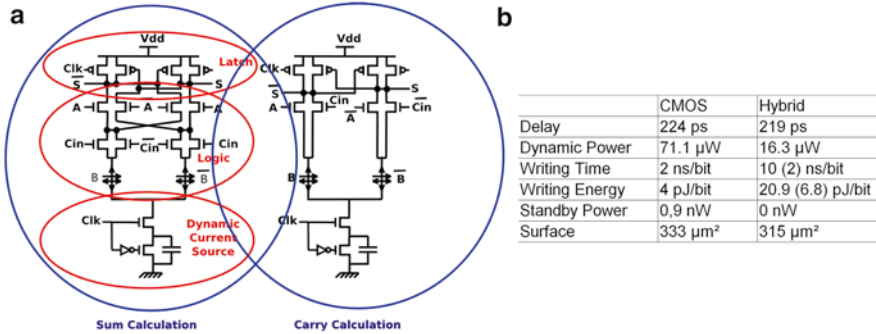 a
Vdd
Clk
Latch
S̅
S
A
A̅
A
Cin
C̅i̅n̅
Cin
Logic
B
B̅
Clk
Dynamic
Current
Source
Sum Calculation
Vdd
Clk
S̅
S
A
Cin
A̅
C̅i̅n̅
B
B̅
Clk
Carry Calculation
b
CMOS Hybrid
Delay 224 ps 219 ps
Dynamic Power 71.1 µW 16.3 µW
Writing Time 2 ns/bit 10 (2) ns/bit
Writing Energy 4 pJ/bit 20.9 (6.8) pJ/bit
Standby Power 0,9 nW 0 nW
Surface 333 µm² 315 µm²